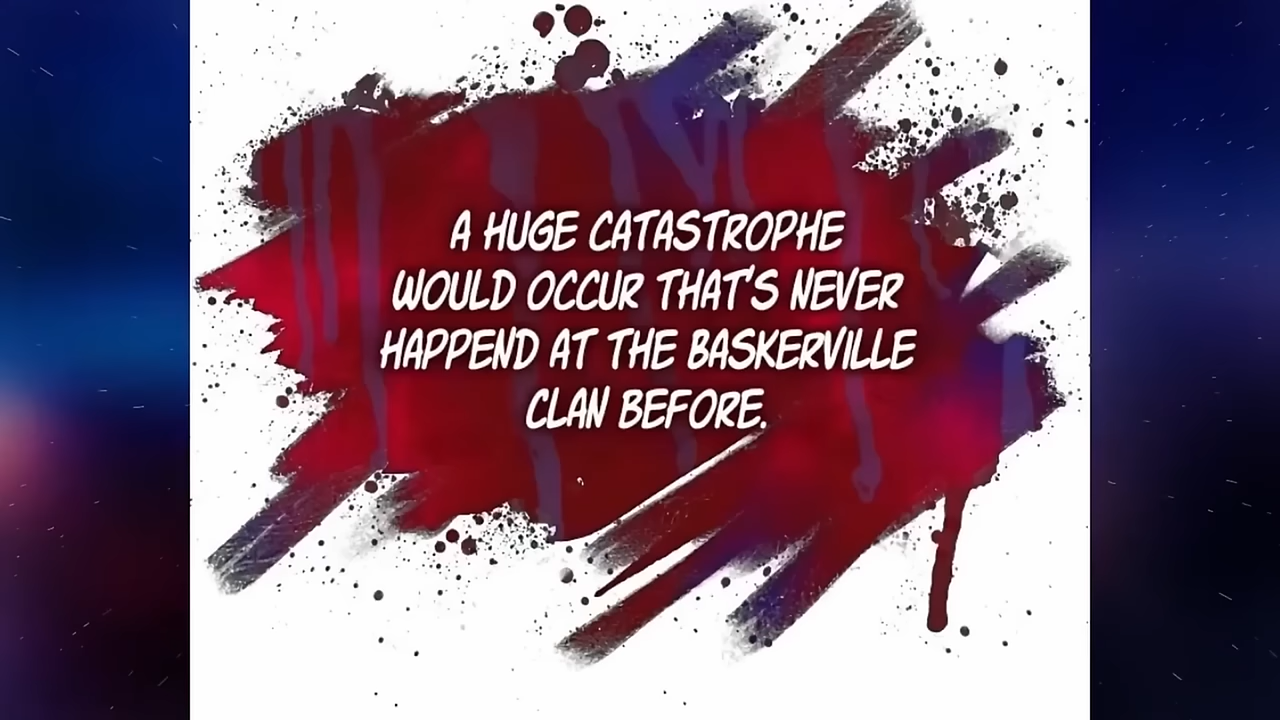 A HUGE CATASTROPHE
WOULD OCCUR THAT'S NEVER
HAPPEND AT THE BASKERVILLE
CLAN BEFORE.